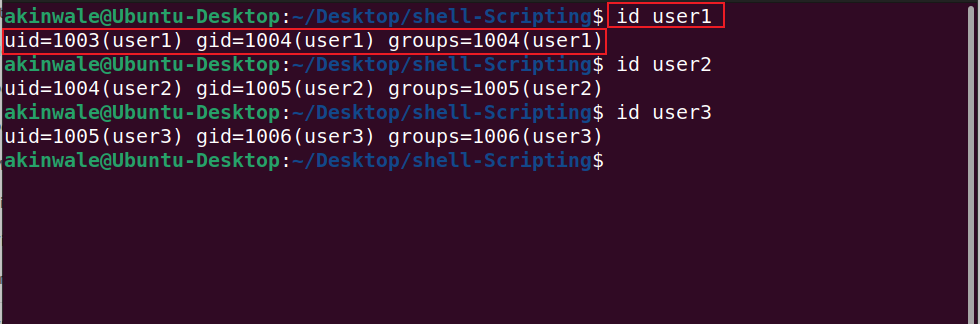 akinwale@Ubuntu-Desktop:~/Desktop/shell-Scripting$ id user1
uid=1003(user1) gid=1004(user1) groups=1004(user1)
akinwale@Ubuntu-Desktop:~/Desktop/shell-Scripting$ id user2
uid=1004(user2) gid=1005(user2) groups=1005(user2)
akinwale@Ubuntu-Desktop:~/Desktop/shell-Scripting$ id user3
uid=1005(user3) gid=1006(user3) groups=1006(user3)
akinwale@Ubuntu-Desktop:~/Desktop/shell-Scripting$